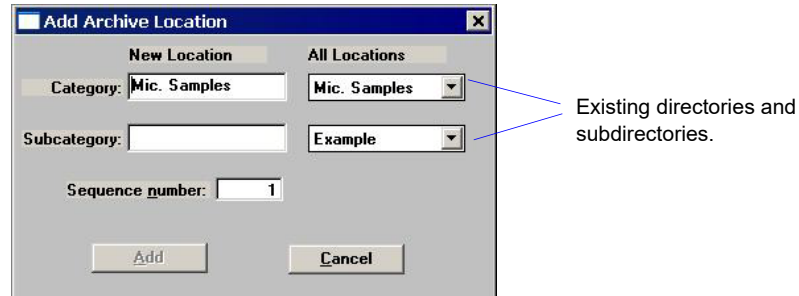 Add Archive Location
New Location All Locations
Category: Mic. Samples Mic. Samples
Existing directories and
subdirectories.
Subcategory: Example
Sequence number: 1
Add Cancel